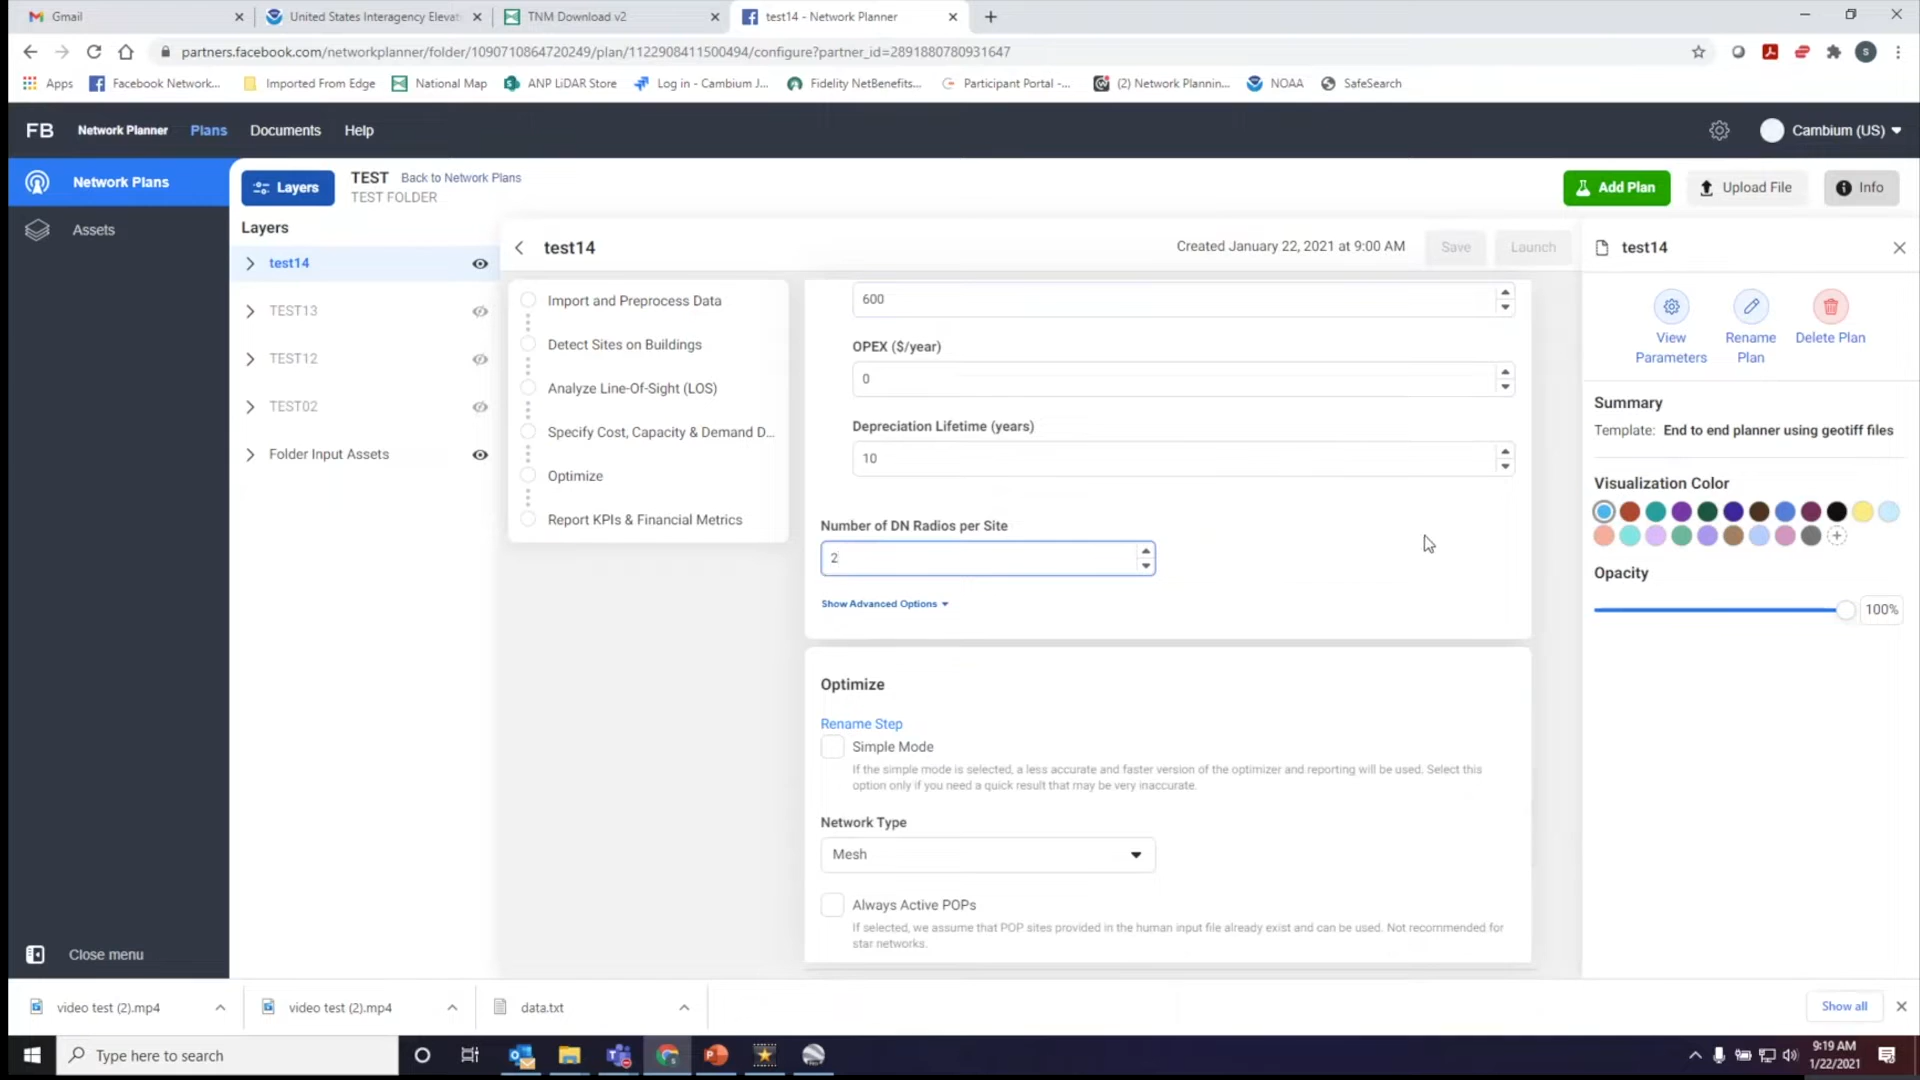 Gmail
United States Interagency Elevat
TNM Download v2
test14 - Network Planner
partners.facebook.com/networkplanner/folder/1090710864720249/plan/1122908411500494/configure?partner_id=2891880780931647
S
Apps
Facebook Network...
Imported From Edge
National Map
ANP LiDAR Store
Log in - Cambium J...
Fidelity NetBenefits...
Participant Portal -...
(2) Network Plannin...
NOAA
SafeSearch
FB
Network Planner
Plans
Documents
Help
Cambium (US)
Network Plans
Assets
Close menu
Layers
TEST
Back to Network Plans
TEST FOLDER
Add Plan
Upload File
Info
Layers
test14
TEST13
TEST12
TEST02
Folder Input Assets
test14
Created January 22, 2021 at 9:00 AM
Save
Launch
Import and Preprocess Data
Detect Sites on Buildings
Analyze Line-Of-Sight (LOS)
Specify Cost, Capacity & Demand D...
Optimize
Report KPIs & Financial Metrics
600
OPEX ($/year)
0
Depreciation Lifetime (years)
10
Number of DN Radios per Site
2
Show Advanced Options
Optimize
Rename Step
Simple Mode
If the simple mode is selected, a less accurate and faster version of the optimizer and reporting will be used. Select this
option only if you need a quick result that may be very inaccurate.
Network Type
Mesh
Always Active POPs
If selected, we assume that POP sites provided in the human input file already exist and can be used. Not recommended for
star networks.
test14
View
Parameters
Rename
Plan
Delete Plan
Summary
Template: End to end planner using geotiff files
Visualization Color
Opacity
100%
video test (2).mp4
video test (2).mp4
data.txt
Show all
Type here to search
9:19 AM
1/22/2021